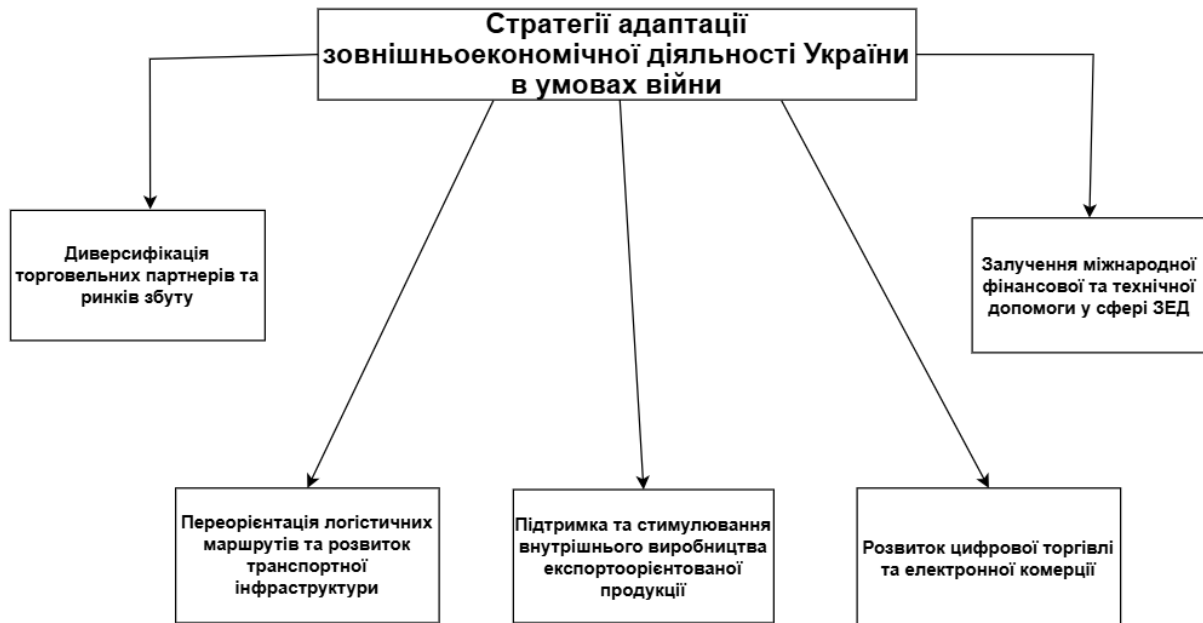 Стратегії адаптації
зовнішньоекономічної діяльності України
в умовах війни
Диверсифікація
торговельних партнерів та
ринків збуту
Залучення міжнародної
фінансової та технічної
допомоги у сфері ЗЕД
Переорієнтація логістичних
маршрутів та розвиток
транспортної
інфраструктури
Підтримка та стимулювання
внутрішнього виробництва
експортоорієнтованої
продукції
Розвиток цифрової торгівлі
та електронної комерції